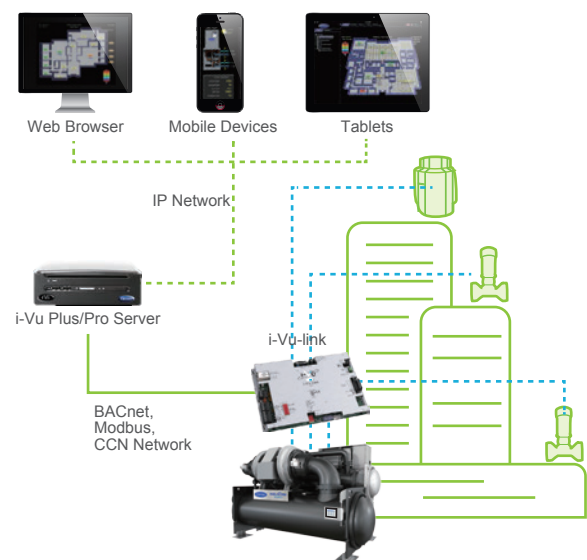 Web Browser
Mobile Devices
Tablets
IP Network
i-Vu Plus/Pro Server
i-Vu-link
BACnet,
Modbus,
CCN Network